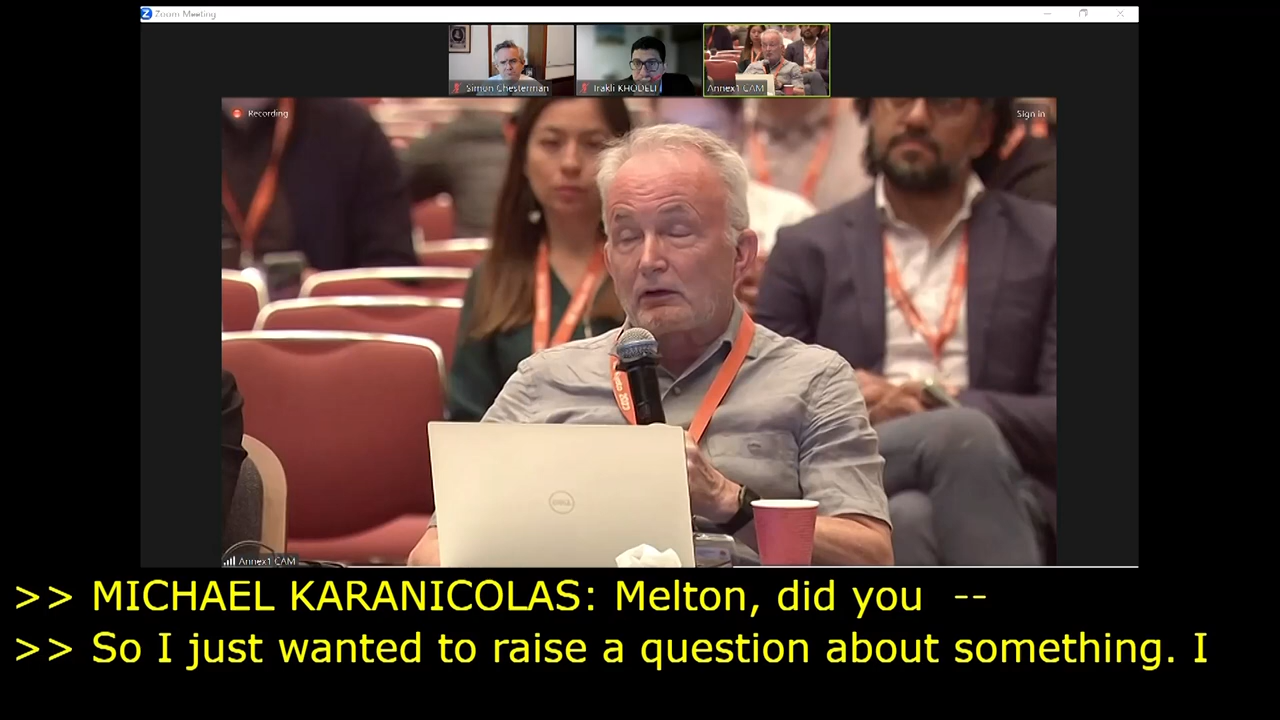 Zoom Meeting
Simon Chesterman
Irakli KHODELI
Annex1 CAM
Recording
Sign in
DELL
Annex1 CAM
>> MICHAEL KARANICOLAS: Melton, did you --
>> So I just wanted to raise a question about something. I